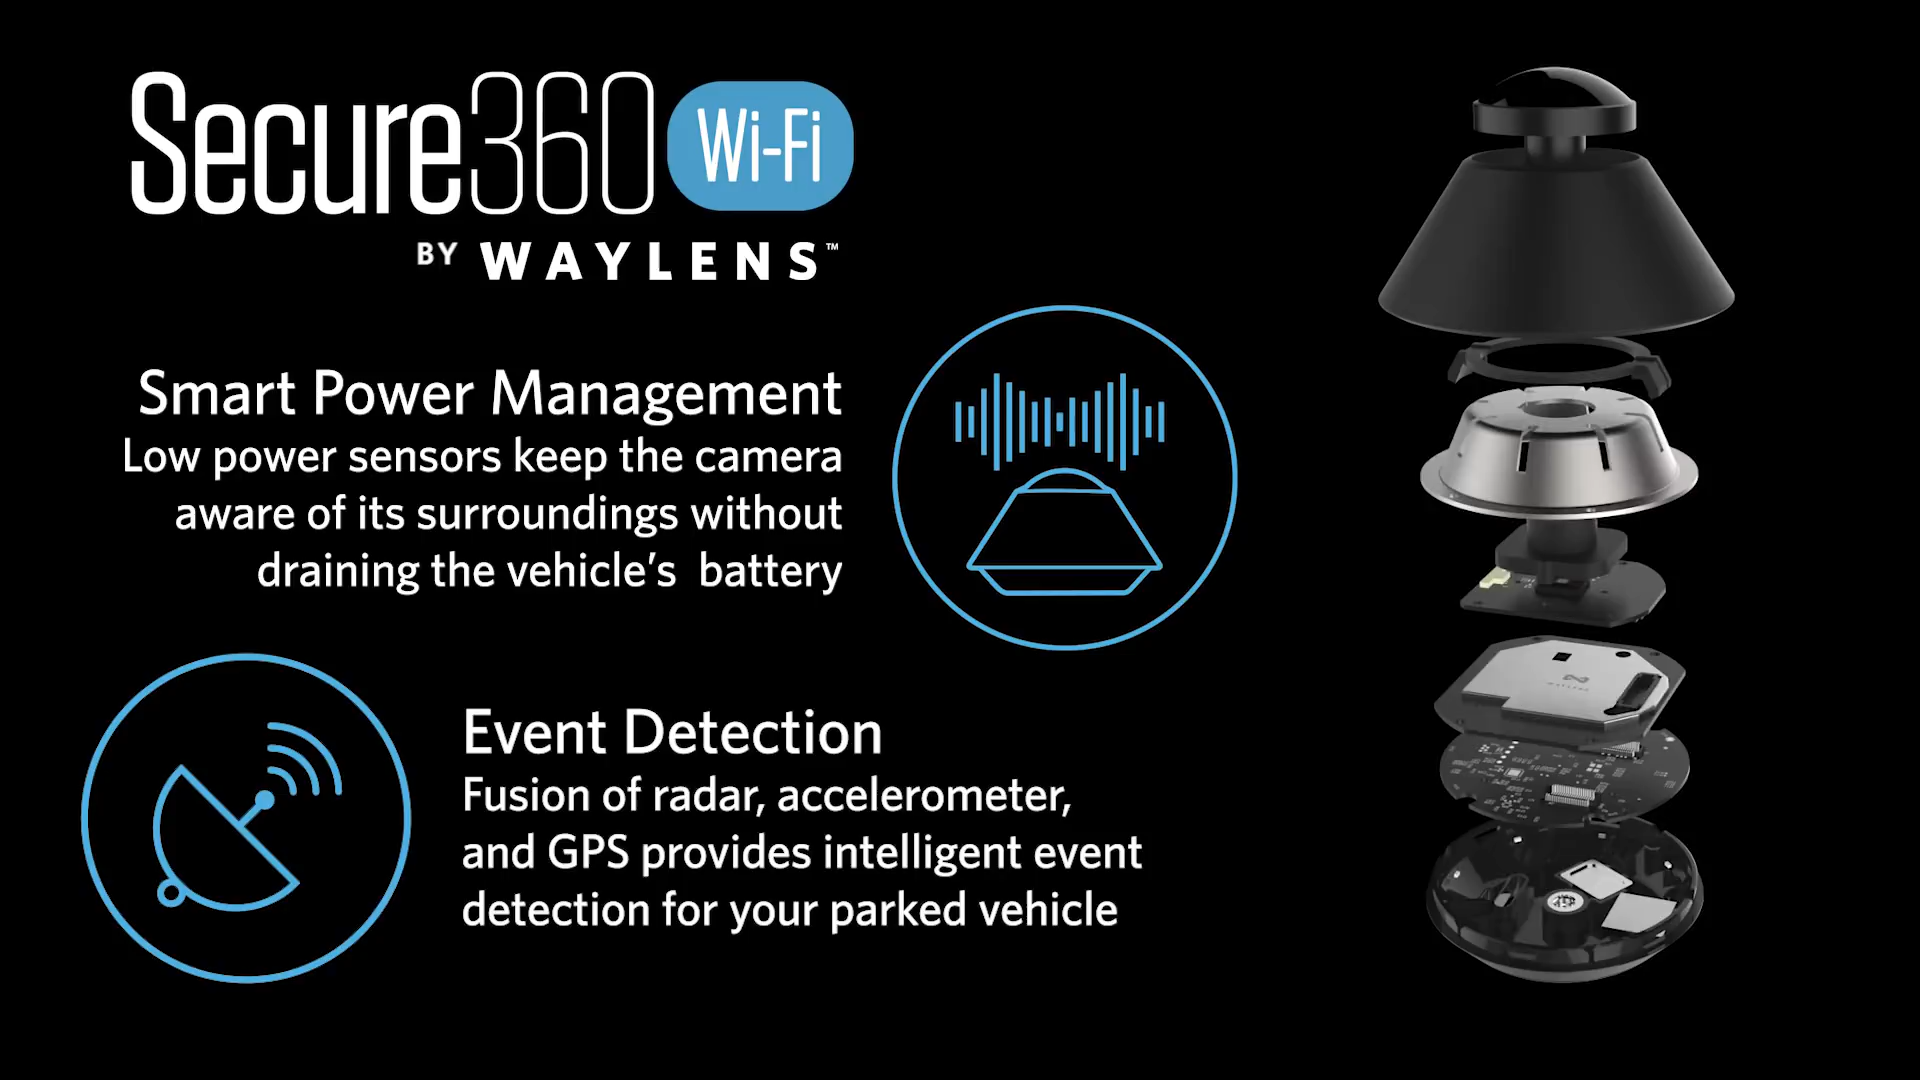 Secure360 Wi-Fi
BY WAYLENS™
Smart Power Management
Low power sensors keep the camera
aware of its surroundings without
draining the vehicle’s  battery
Event Detection
Fusion of radar, accelerometer,
and GPS provides intelligent event
detection for your parked vehicle
WAYLENS